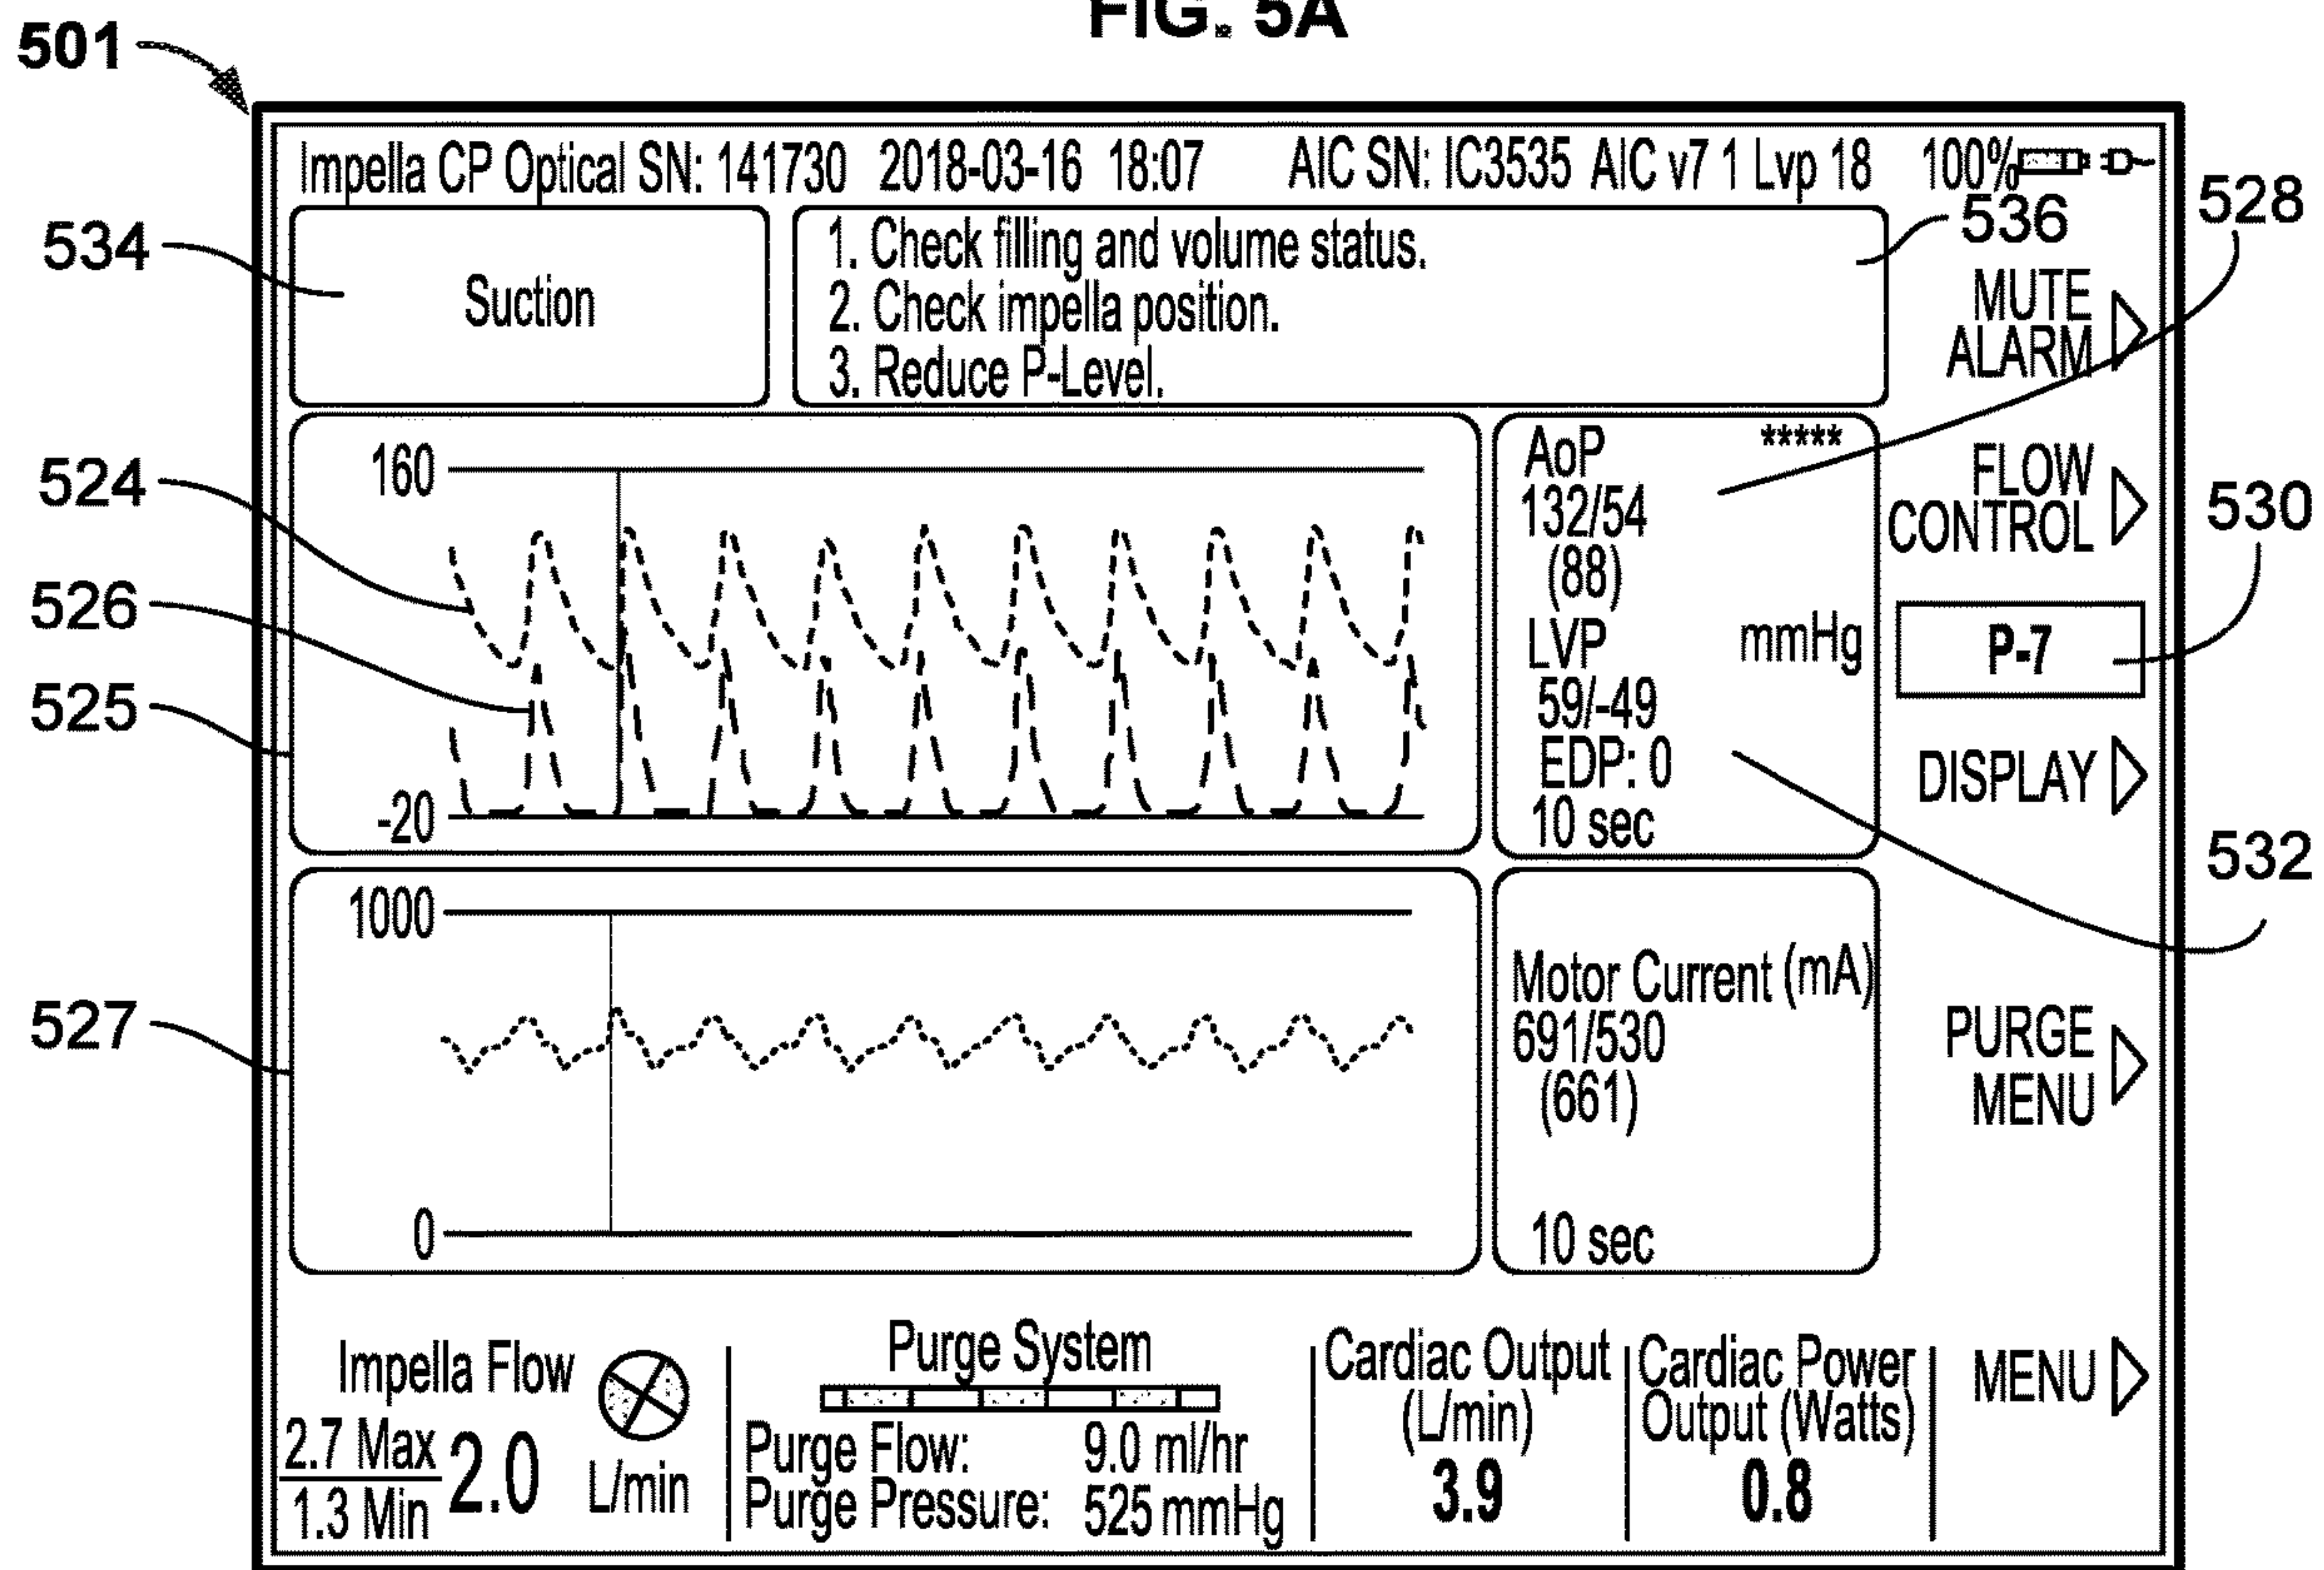 FIG. 5A
501
Impella CP Optical SN: 141730 2018-03-16 18:07 AIC SN: IC3535 AIC v7 1 Lvp 18 100%
534
Suction
1. Check filling and volume status.
2. Check impella position.
3. Reduce P-Level.
536
528
MUTE
ALARM
524
526
525
160
-20
AoP *****
132/54
(88)
LVP mmHg
59/-49
EDP: 0
10 sec
FLOW
CONTROL
530
P-7
DISPLAY
532
527
1000
0
Motor Current (mA)
691/530
(661)
10 sec
PURGE
MENU
Impella Flow
2.7 Max
1.3 Min
2.0
L/min
Purge System
Purge Flow: 9.0 ml/hr
Purge Pressure: 525 mmHg
Cardiac Output
(L/min)
3.9
Cardiac Power
Output (Watts)
0.8
MENU